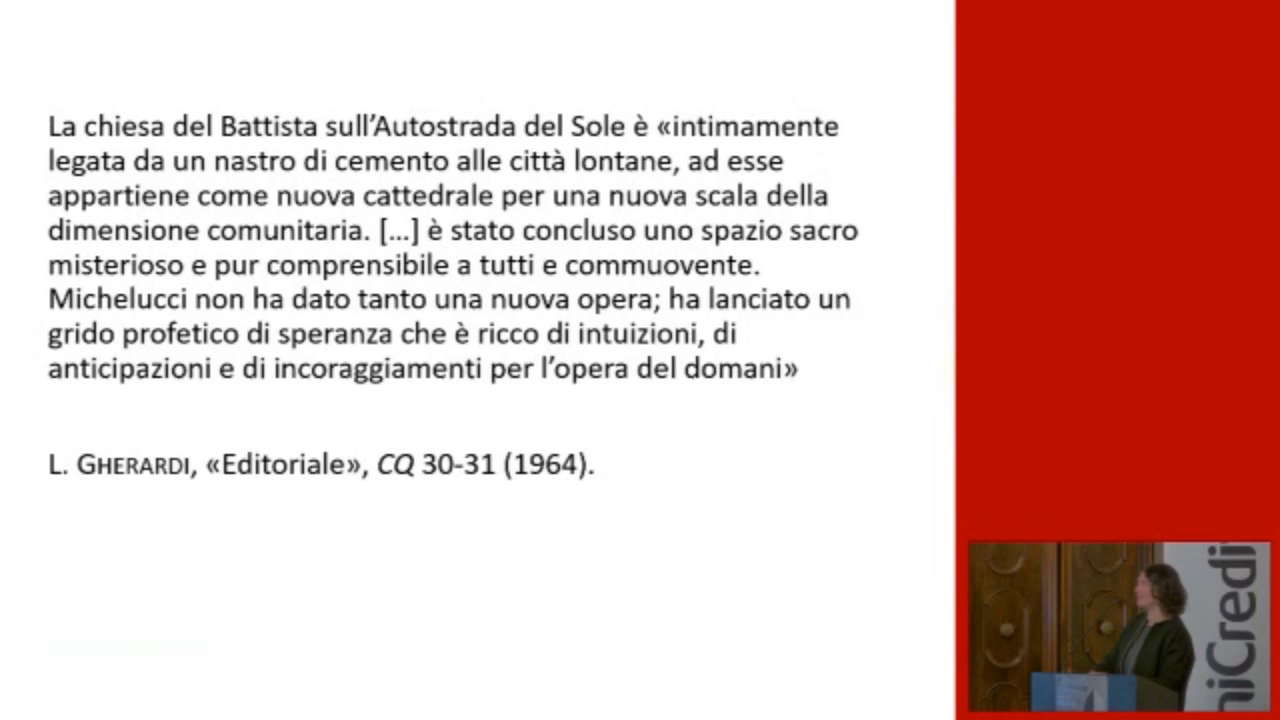 La chiesa del Battista sull’Autostrada del Sole è «intimamente
legata da un nastro di cemento alle città lontane, ad esse
appartiene come nuova cattedrale per una nuova scala della
dimensione comunitaria. […] è stato concluso uno spazio sacro
misterioso e pur comprensibile a tutti e commuovente.
Michelucci non ha dato tanto una nuova opera; ha lanciato un
grido profetico di speranza che è ricco di intuizioni, di
anticipazioni e di incoraggiamenti per l’opera del domani»
L. GHERARDI, «Editoriale», CQ 30-31 (1964).
niCredi